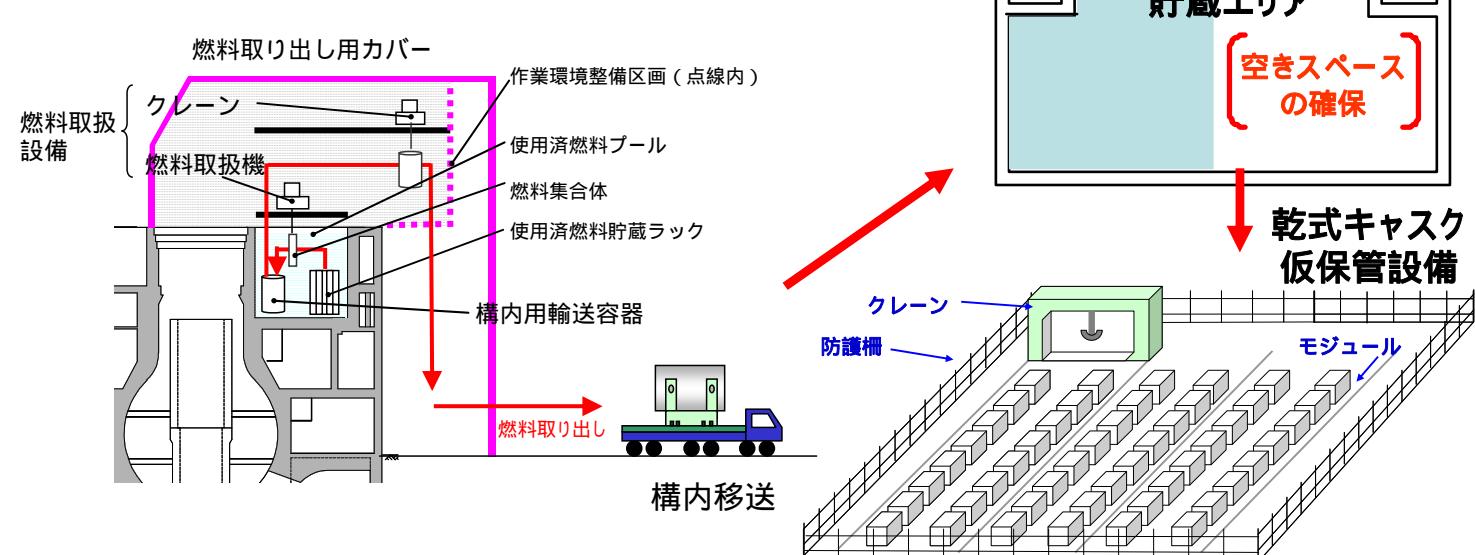 貯蔵エリア
空きスペース
の確保
燃料取り出し用カバー
作業環境整備区画（点線内）
クレーン
燃料取扱
設備
使用済燃料プール
燃料取扱機
燃料集合体
使用済燃料貯蔵ラック
構内用輸送容器
燃料取り出し
構内移送
乾式キャスク
仮保管設備
クレーン
防護柵
モジュール